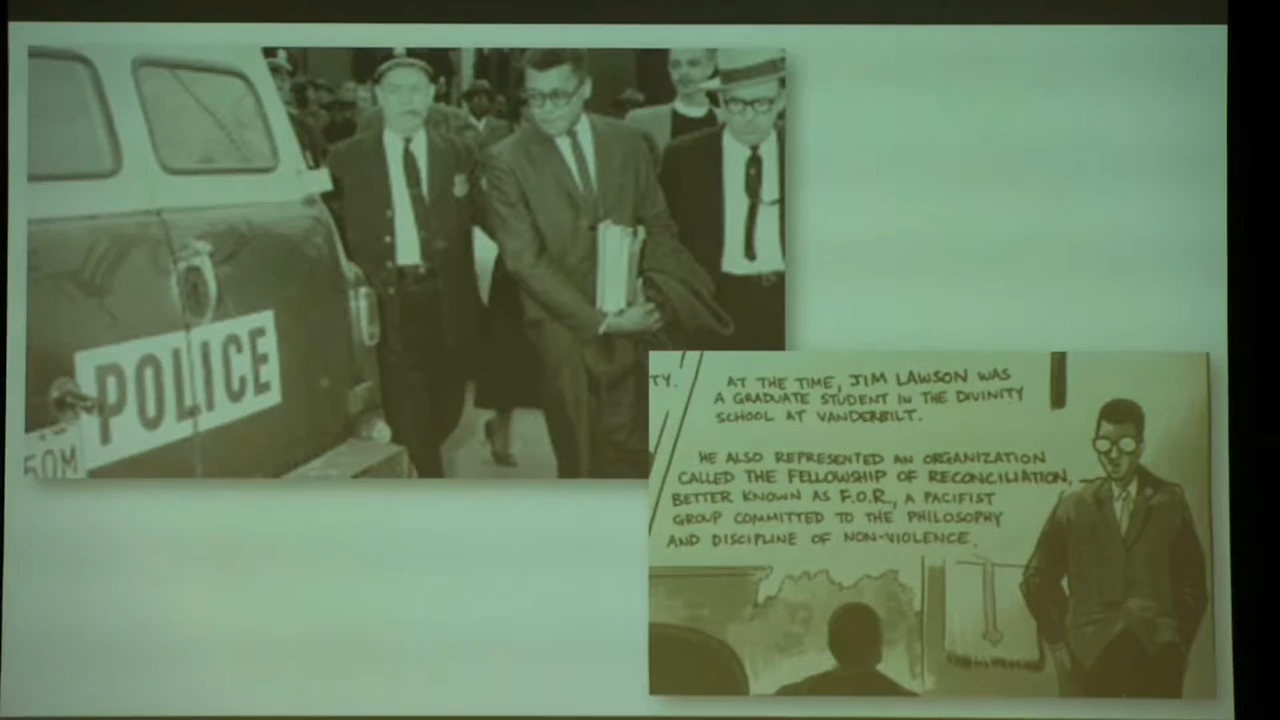 POLICE
50M
TY.
AT THE TIME, JIM LAWSON WAS
A GRADUATE STUDENT IN THE DIVINITY
SCHOOL AT VANDERBILT.
HE ALSO REPRESENTED AN ORGANIZATION
CALLED THE FELLOWSHIP OF RECONCILIATION,
BETTER KNOWN AS F.O.R., A PACIFIST
GROUP COMMITTED TO THE PHILOSOPHY
AND DISCIPLINE OF NON-VIOLENCE.